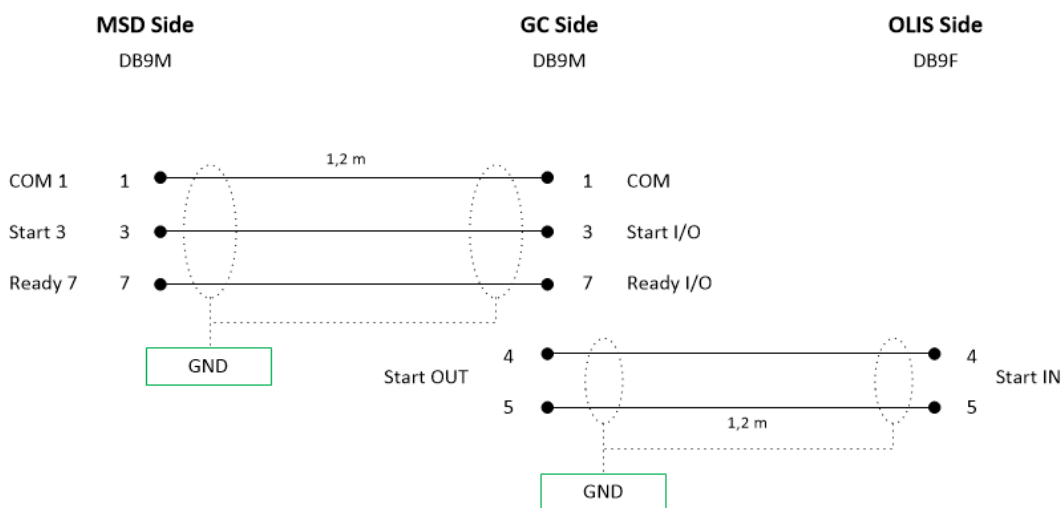 MSD Side GC Side OLIS Side
DB9M DB9M DB9F
1,2 m
COM 1 1 1 COM
Start 3 3 3 Start I/O
Ready 7 7 7 Ready I/O
GND
4 4
Start OUT Start IN
5 5
1,2 m
GND